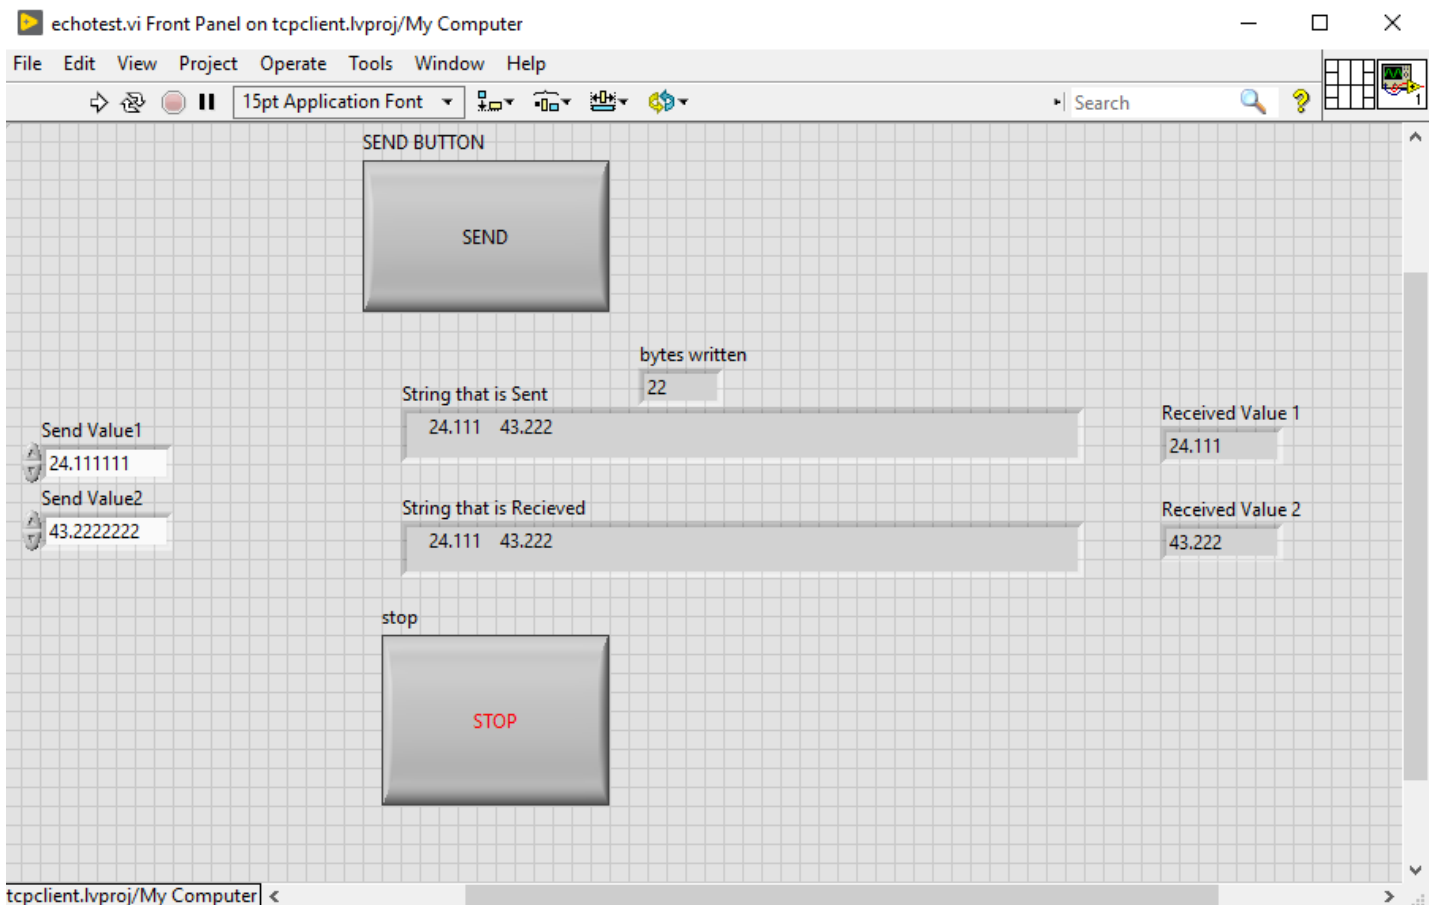 echotest.vi Front Panel on tcpclient.lvproj/My Computer
File Edit View Project Operate Tools Window Help
15pt Application Font
Search
1
SEND BUTTON
SEND
bytes written
22
String that is Sent
24.111 43.222
Send Value1
24.111111
Send Value2
43.2222222
Received Value 1
24.111
String that is Recieved
24.111 43.222
Received Value 2
43.222
stop
STOP
tcpclient.lvproj/My Computer